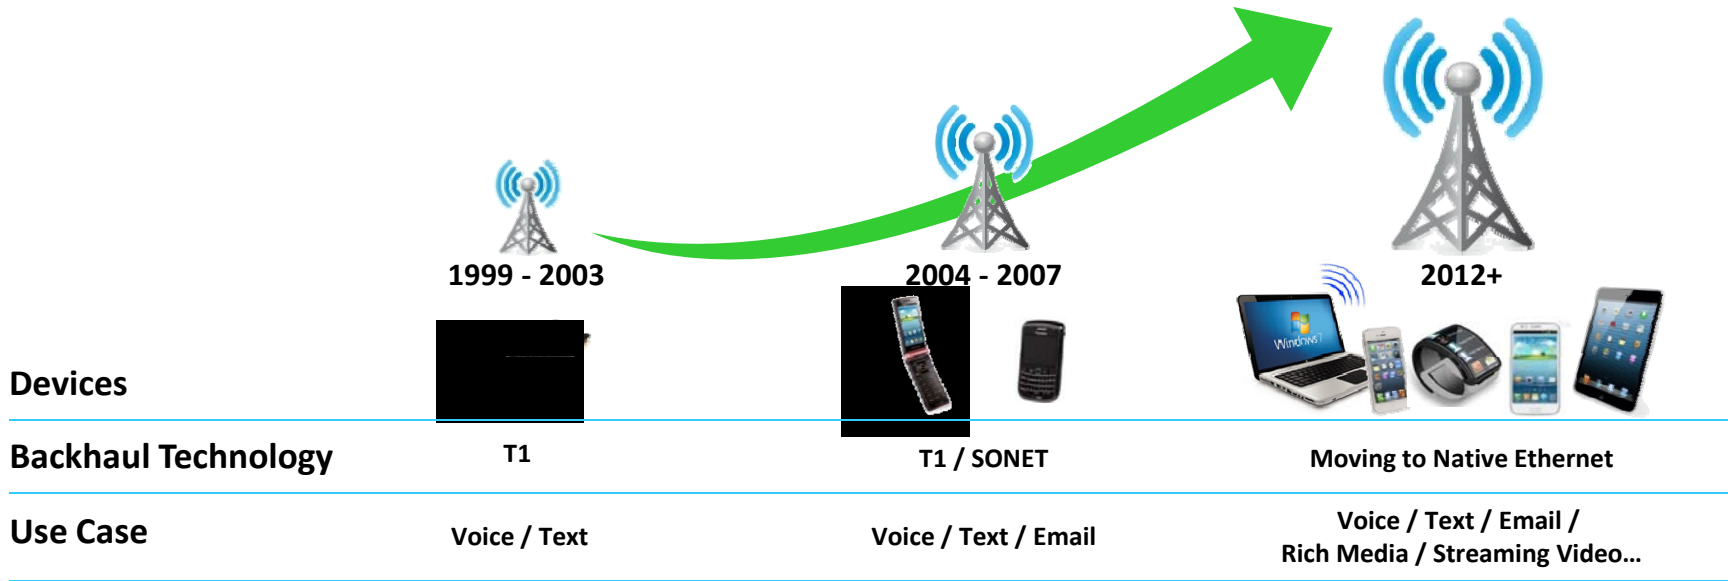 1999 - 2003
2004 - 2007
2012+
Windows 7
Devices
Backhaul Technology
T1
T1 / SONET
Moving to Native Ethernet
Use Case
Voice / Text
Voice / Text / Email
Voice / Text / Email /
Rich Media / Streaming Video…